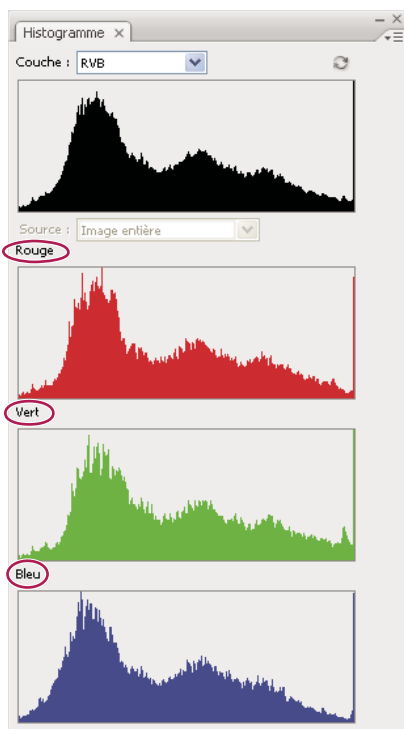 Histogramme
Couche : RVB
Source : Image entière
Rouge
Vert
Bleu